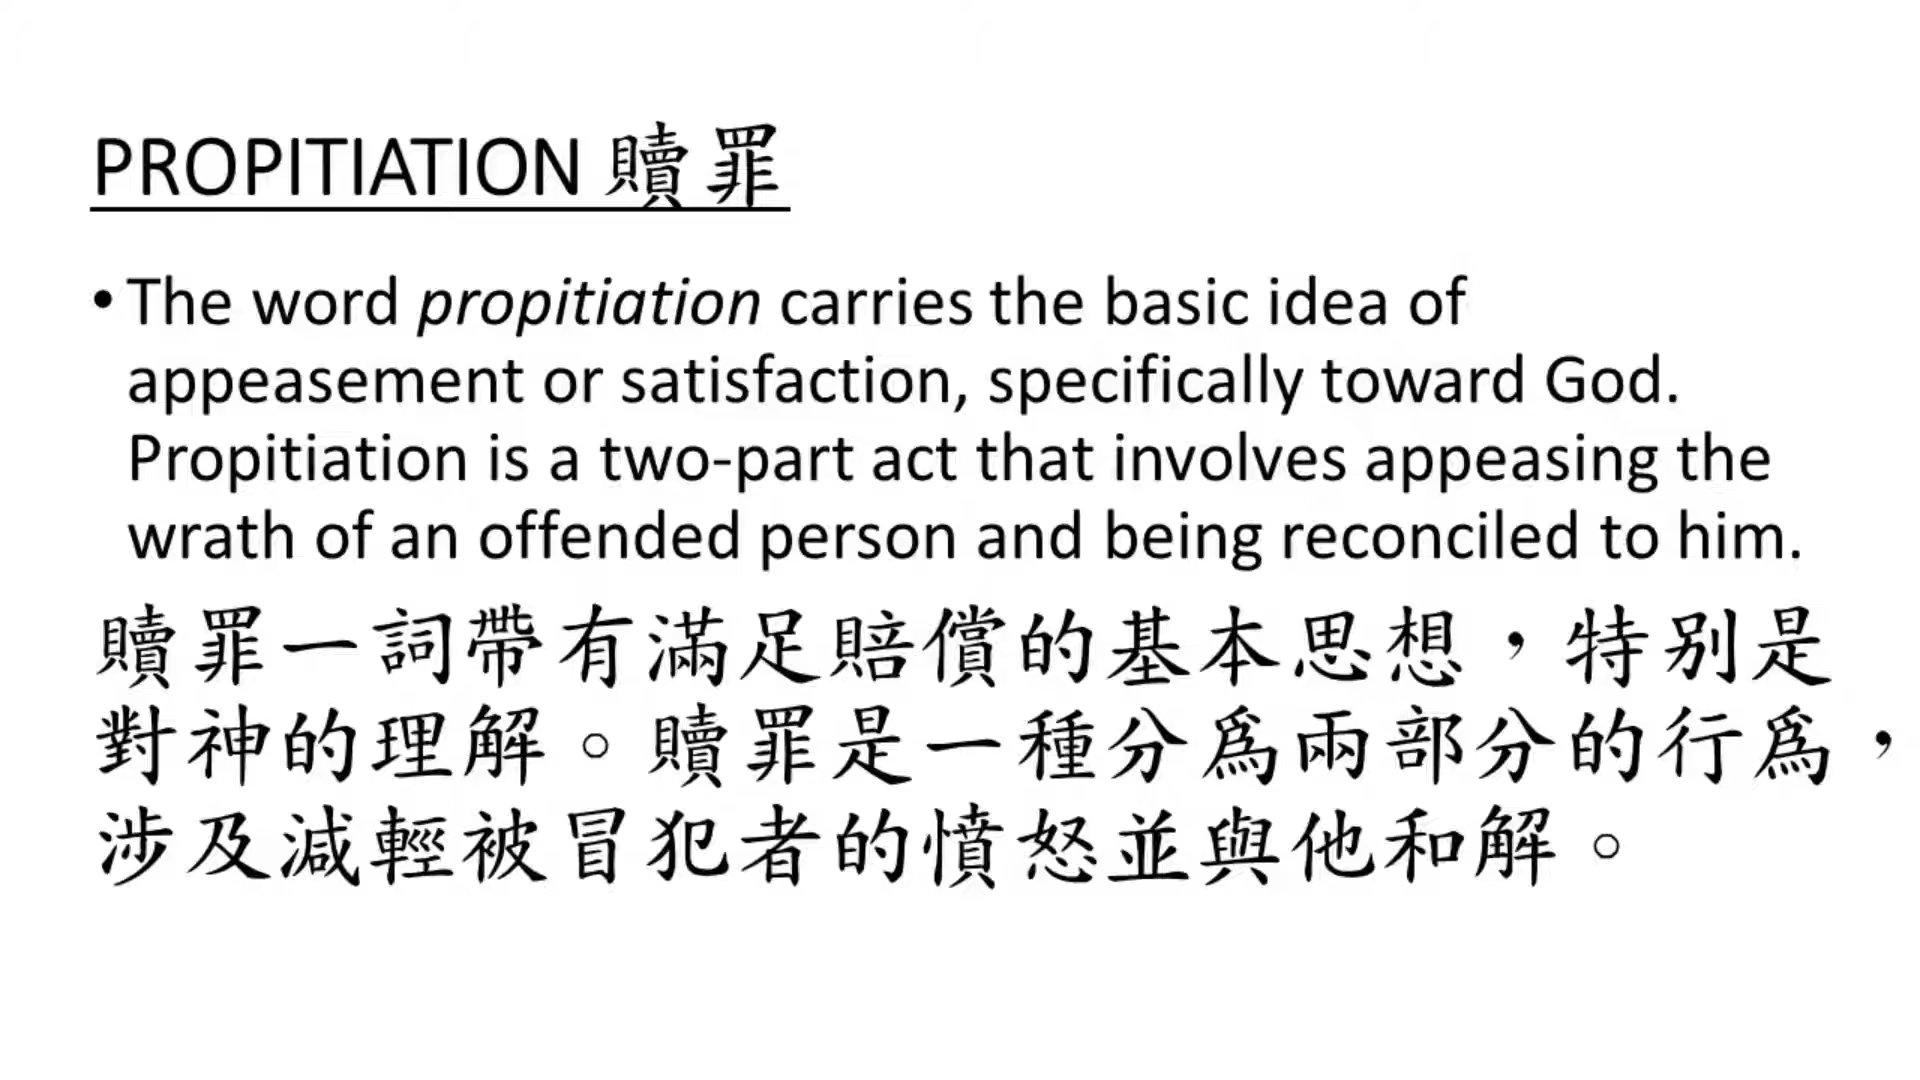 PROPITIATION 贖罪
• The word propitiation carries the basic idea of
appeasement or satisfaction, specifically toward God.
Propitiation is a two-part act that involves appeasing the
wrath of an offended person and being reconciled to him.
贖罪一詞帶有滿足賠償的基本思想，特別是
對神的理解。贖罪是一種分為兩部分的行為，
涉及減輕被冒犯者的憤怒並與他和解。